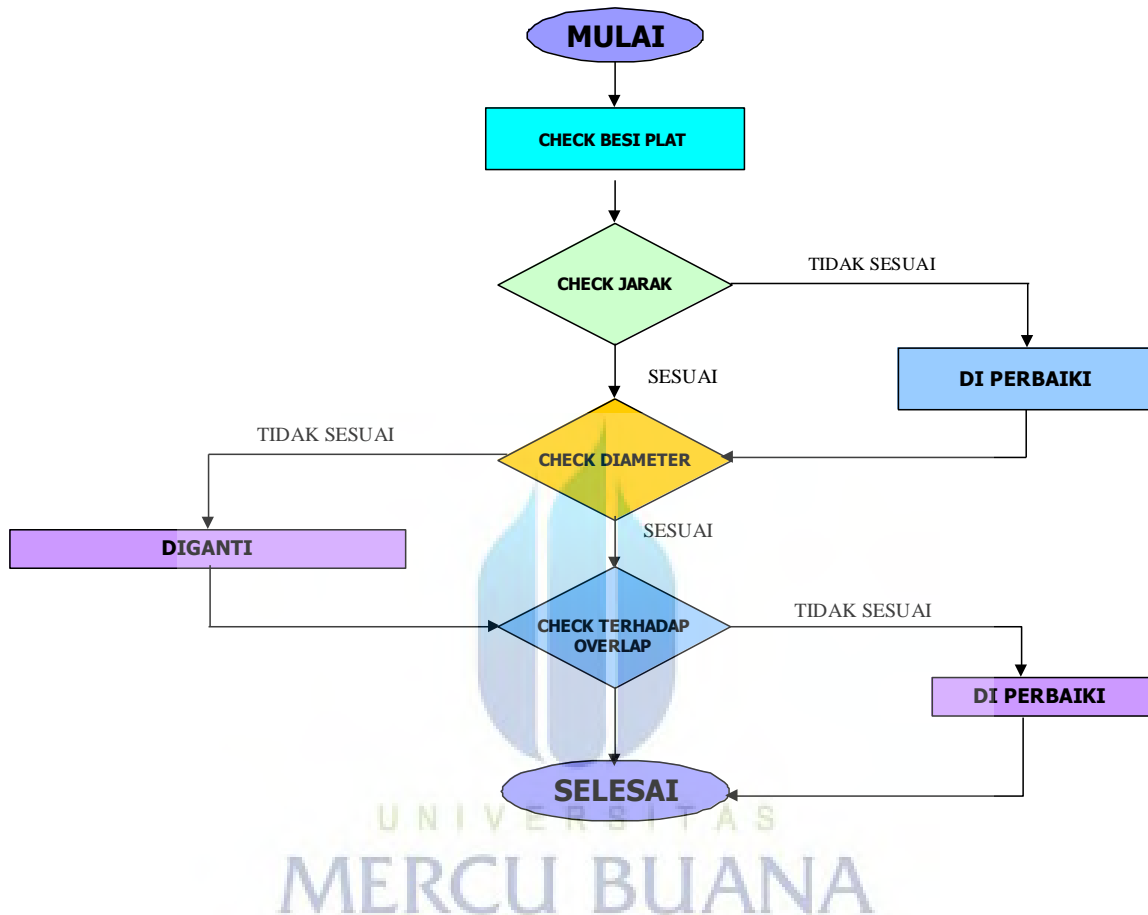 MULAI
CHECK BESI PLAT
CHECK JARAK
TIDAK SESUAI
DI PERBAIKI
SESUAI
TIDAK SESUAI
CHECK DIAMETER
SESUAI
DIGANTI
CHECK TERHADAP
OVERLAP
TIDAK SESUAI
DI PERBAIKI
SELESAI
UNIVERSITAS
MERCU BUANA